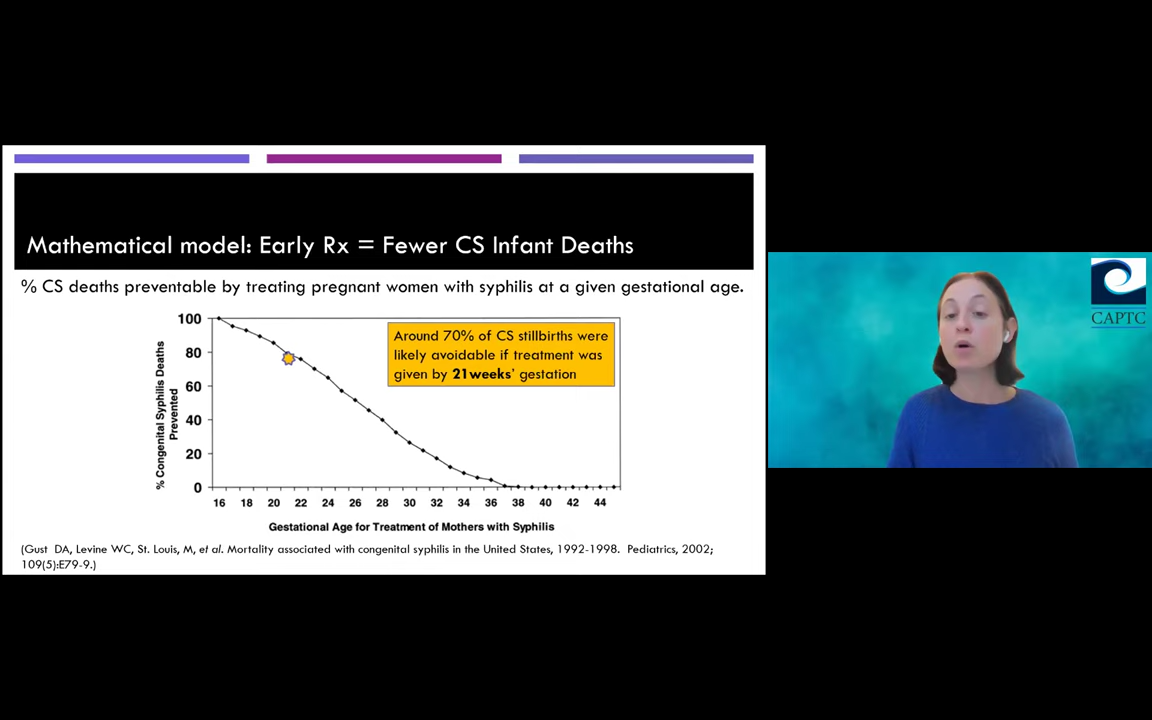 Mathematical model: Early Rx = Fewer CS Infant Deaths
% CS deaths preventable by treating pregnant women with syphilis at a given gestational age.
% Congenital Syphilis Deaths
Prevented
100
80
60
40
20
0
Around 70% of CS stillbirths were
likely avoidable if treatment was
given by 21weeks' gestation
16 18 20 22 24 26 28 30 32 34 36 38 40 42 44
Gestational Age for Treatment of Mothers with Syphilis
(Gust DA, Levine WC, St. Louis, M, et al. Mortality associated with congenital syphilis in the United States, 1992-1998. Pediatrics, 2002;
109(5):E79-9.)
CAPTC